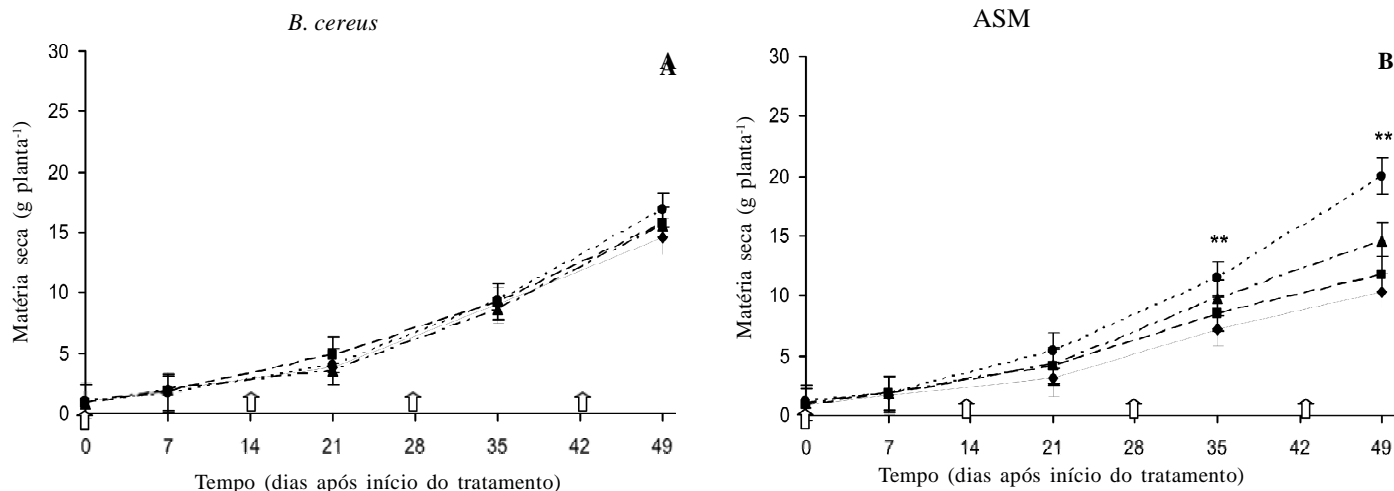 B. cereus
A
A
30
25
20
15
10
5
0
Matéria seca (g planta-1)
0 7 14 21 28 35 42 49
Tempo (dias após início do tratamento)
ASM
B
30
25
20
15
10
5
0
Matéria seca (g planta-1)
**
**
0 7 14 21 28 35 42 49
Tempo (dias após início do tratamento)